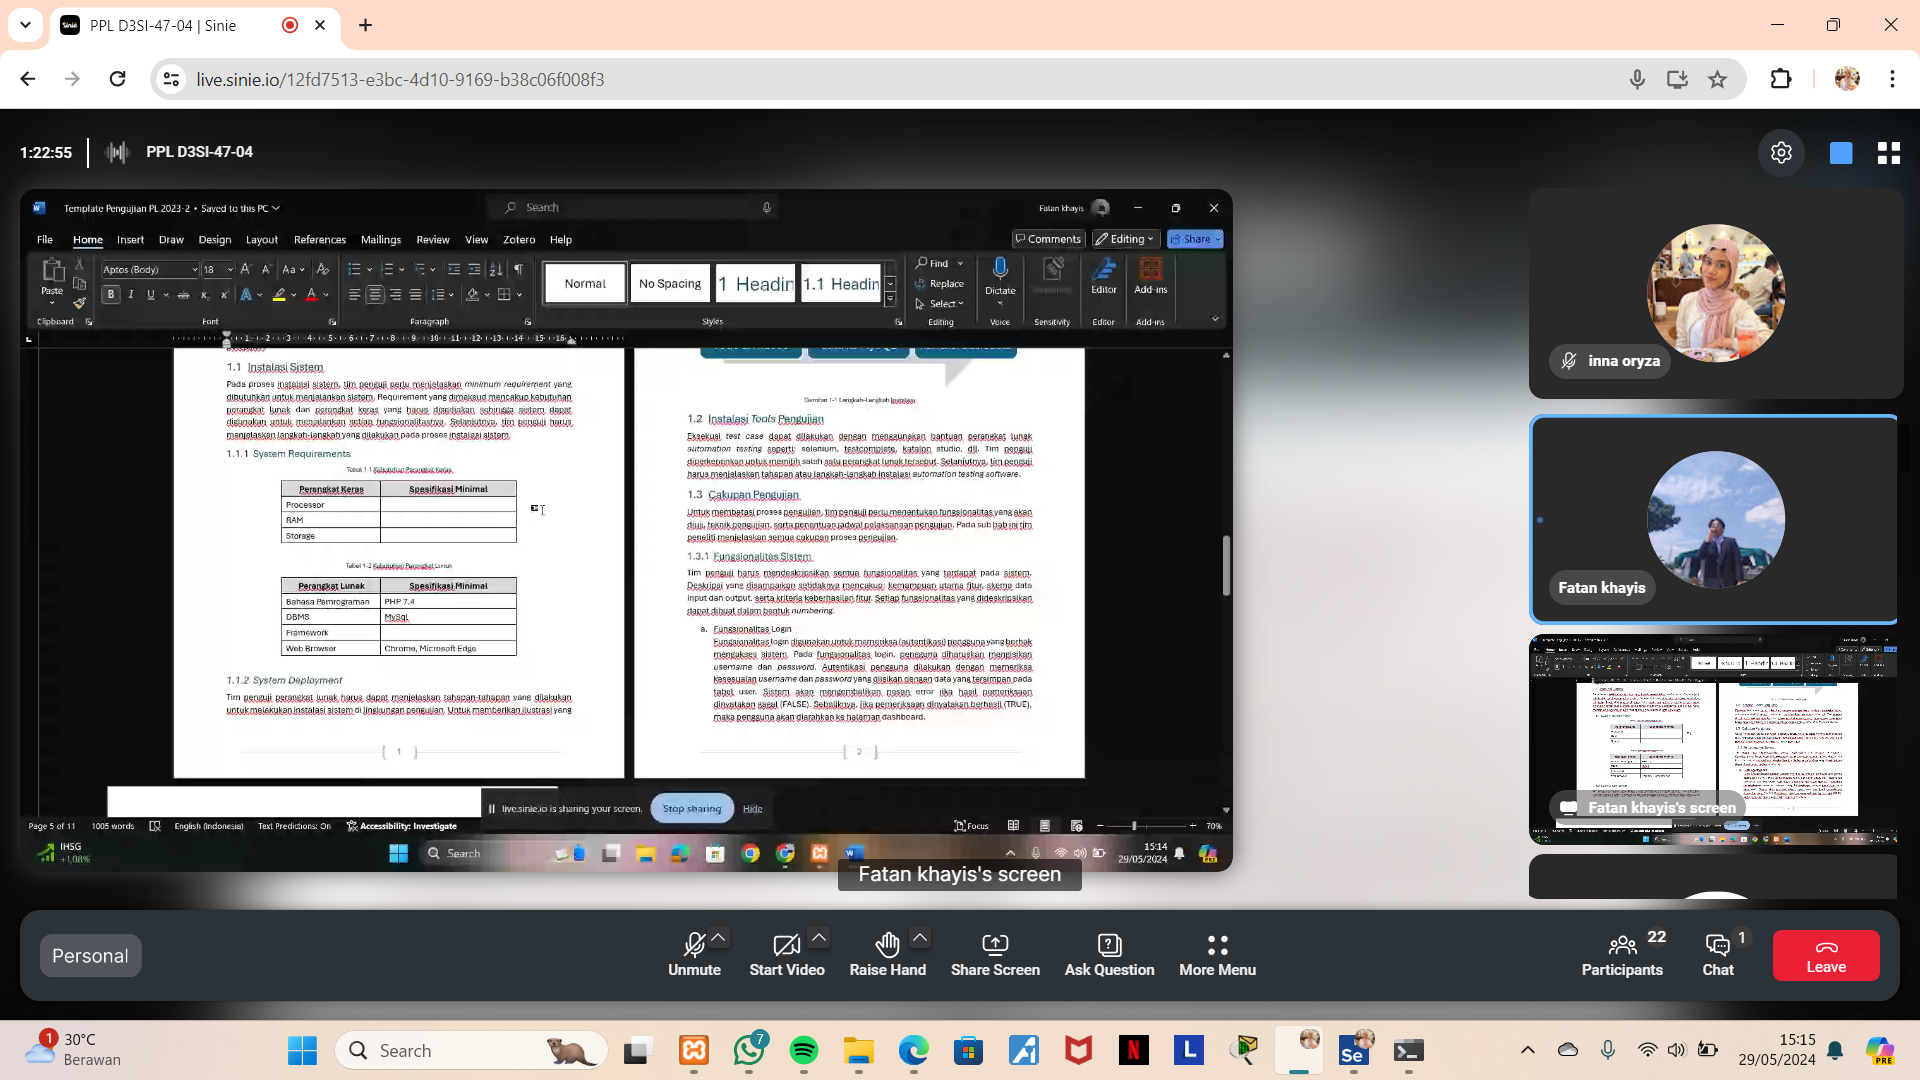 PPL D3SI-47-04 | Sinie
live.sinie.io/12fd7513-e3bc-4d10-9169-b38c06f008f3
1:22:55
PPL D3SI-47-04
Template Pengujian PL 2023-2 • Saved to this PC
Search
Fatan khayis
File Home Insert Draw Design Layout References Mailings Review View Zotero Help
Comments Editing Share
Paste
Aptos (Body) 18
Normal
No Spacing
1 Headin
1.1 Headin
Find
Replace
Select
Dictate
Sensitivity
Editor
Add-ins
Clipboard Font Paragraph Styles Editing Voice Sensitivity Editor Add-ins
1.1 Instalasi Sistem
Pada proses instalasi sistem, tim penguji perlu menjelaskan minimum requirement yang
dibutuhkan untuk menjalankan sistem. Requirement yang dimaksud mencakup kebutuhan
perangkat lunak dan perangkat keras yang harus disediakan sehingga sistem dapat
digunakan untuk menjalankan setiap fungsionalitasnya. Selanjutnya, tim penguji harus
menjelaskan langkah-langkah yang dilakukan pada proses instalasi sistem.
1.1.1 System Requirements
Tabel 1-1 Kebutuhan Perangkat Keras
Perangkat Keras Spesifikasi Minimal
Processor
RAM
Storage
Tabel 1-2 Kebutuhan Perangkat Lunak
Perangkat Lunak Spesifikasi Minimal
Bahasa Pemrograman PHP 7.4
DBMS MySql
Framework
Web Browser Chrome, Microsoft Edge
1.1.2 System Deployment
Tim penguji perangkat lunak harus dapat menjelaskan tahapan-tahapan yang dilakukan
untuk melakukan instalasi sistem di lingkungan pengujian. Untuk memberikan ilustrasi yang
1
Gambar 1-1 Langkah-Langkah Instalasi
1.2 Instalasi Tools Pengujian
Eksekusi test case dapat dilakukan dengan menggunakan bantuan perangkat lunak
automation testing seperti: selenium, testcomplete, katalon studio, dll. Tim penguji
diperkenankan untuk memilih salah satu perangkat lunak tersebut. Selanjutnya, tim penguji
harus menjelaskan tahapan atau langkah-langkah instalasi automation testing software.
1.3 Cakupan Pengujian
Untuk membatasi proses pengujian, tim penguji perlu menentukan fungsionalitas yang akan
diuji, teknik pengujian, serta penentuan jadwal pelaksanaan pengujian. Pada sub bab ini tim
peneliti menjelaskan semua cakupan proses pengujian.
1.3.1 Fungsionalitas Sistem
Tim penguji harus mendeskripsikan semua fungsionalitas yang terdapat pada sistem.
Deskripsi yang disampaikan setidaknya mencakup: kemampuan utama fitur, skema data
input dan output, serta kriteria keberhasilan fitur. Setiap fungsionalitas yang dideskripsikan
dapat dibuat dalam bentuk numbering.
a. Fungsionalitas Login
Fungsionalitas login digunakan untuk memeriksa (autentikasi) pengguna yang berhak
mengakses sistem. Pada fungsionalitas login, pengguna diharuskan mengisikan
username dan password. Autentikasi pengguna dilakukan dengan memeriksa
kesesuaian username dan password yang diisikan dengan data yang tersimpan pada
tabel user. Sistem akan mengembalikan pesan error jika hasil pemeriksaan
dinyatakan gagal (FALSE). Sebaliknya, jika pemeriksaan dinyatakan berhasil (TRUE),
maka pengguna akan diarahkan ke halaman dashboard.
2
live.sinie.io is sharing your screen. Stop sharing Hide
Page 5 of 11 1005 words English (Indonesia) Text Predictions: On Accessibility: Investigate Focus 70%
IHSG
+1,08%
Search
15:14
29/05/2024
Fatan khayis's screen
inna oryza
Fatan khayis
Fatan khayis's screen
Personal
Unmute
Start Video
Raise Hand
Share Screen
Ask Question
More Menu
Participants 22
Chat 1
Leave
1
30°C
Berawan
Search
7
15:15
29/05/2024